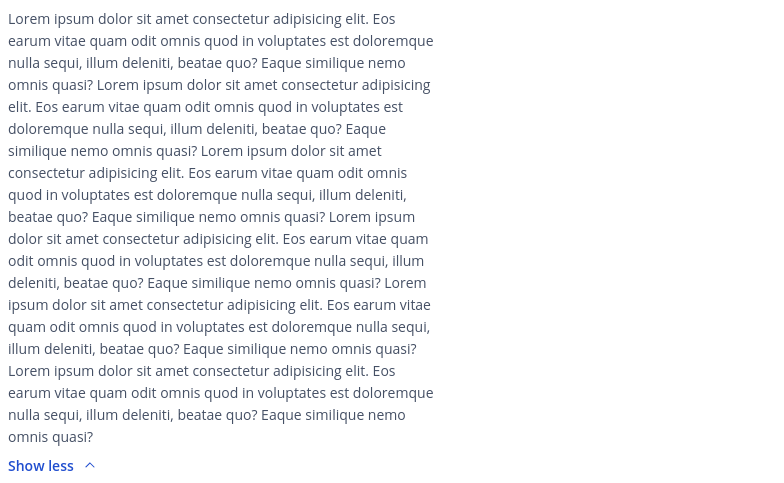 Lorem ipsum dolor sit amet consectetur adipisicing elit. Eos
earum vitae quam odit omnis quod in voluptates est doloremque
nulla sequi, illum deleniti, beatae quo? Eaque similique nemo
omnis quasi? Lorem ipsum dolor sit amet consectetur adipisicing
elit. Eos earum vitae quam odit omnis quod in voluptates est
doloremque nulla sequi, illum deleniti, beatae quo? Eaque
similique nemo omnis quasi? Lorem ipsum dolor sit amet
consectetur adipisicing elit. Eos earum vitae quam odit omnis
quod in voluptates est doloremque nulla sequi, illum deleniti,
beatae quo? Eaque similique nemo omnis quasi? Lorem ipsum
dolor sit amet consectetur adipisicing elit. Eos earum vitae quam
odit omnis quod in voluptates est doloremque nulla sequi, illum
deleniti, beatae quo? Eaque similique nemo omnis quasi? Lorem
ipsum dolor sit amet consectetur adipisicing elit. Eos earum vitae
quam odit omnis quod in voluptates est doloremque nulla sequi,
illum deleniti, beatae quo? Eaque similique nemo omnis quasi?
Lorem ipsum dolor sit amet consectetur adipisicing elit. Eos
earum vitae quam odit omnis quod in voluptates est doloremque
nulla sequi, illum deleniti, beatae quo? Eaque similique nemo
omnis quasi?
Show less